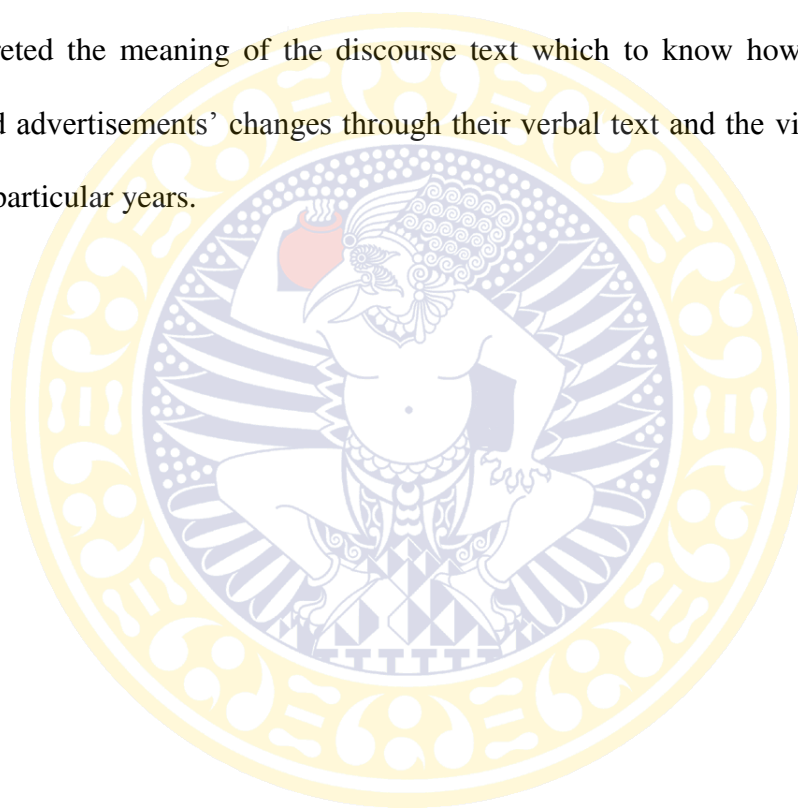 reted the meaning of the discourse text which to know how
d advertisements’ changes through their verbal text and the vi
particular years.